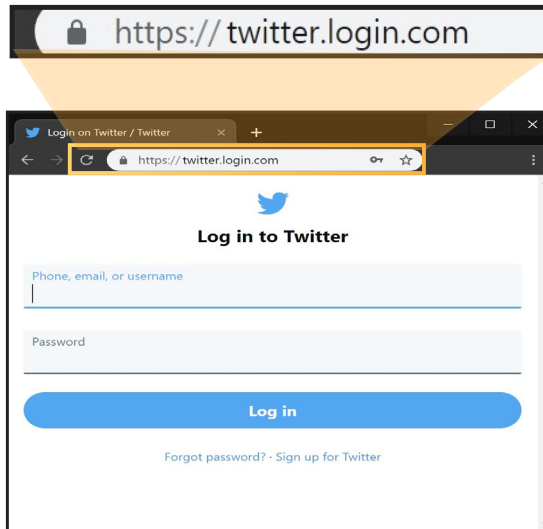 https:// twitter.login.com
Login on Twitter / Twitter
https:// twitter.login.com
Log in to Twitter
Phone, email, or username
Password
Log in
Forgot password? · Sign up for Twitter